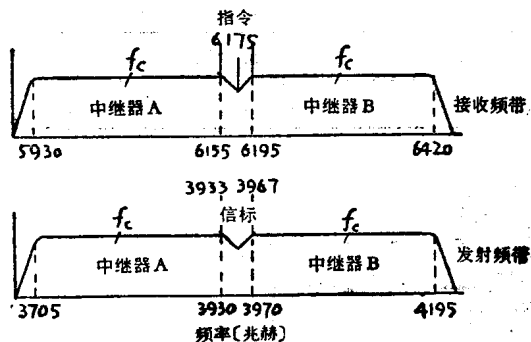 指令
6175
fc fc
中继器A 中继器B 接收频带
5930 6155 6195 6420
3933 3967
fc 信标 fc
中继器A 中继器B 发射频带
3705 3930 3970 4195
频率〔兆赫〕